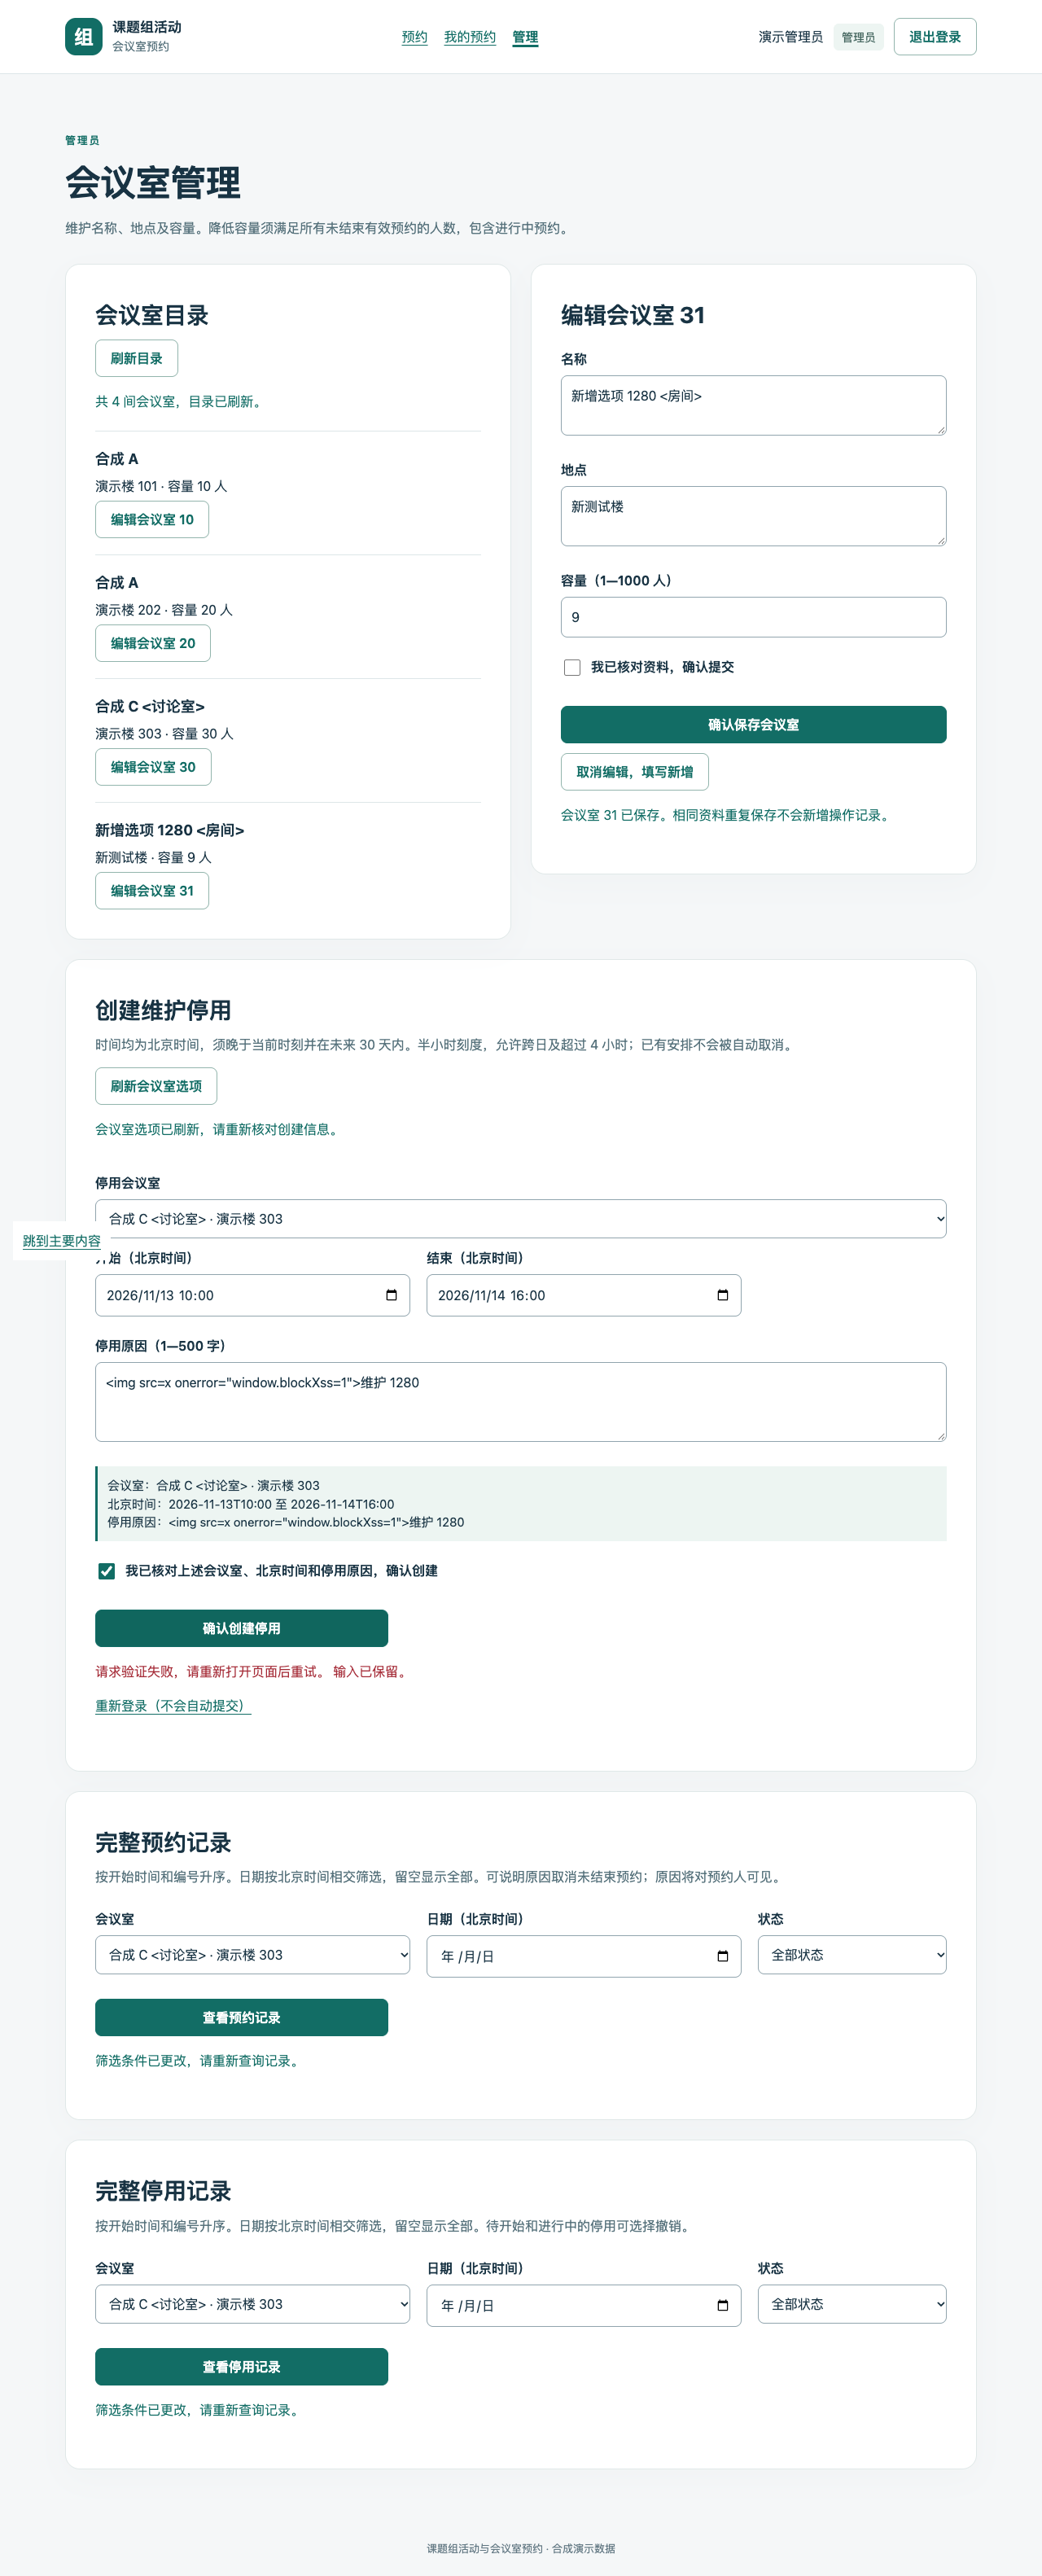 组
课题组活动
会议室预约
预约 我的预约 管理
演示管理员 管理员 退出登录
管理员
会议室管理
维护名称、地点及容量。降低容量须满足所有未结束有效预约的人数，包含进行中预约。
会议室目录
刷新目录
共 4 间会议室，目录已刷新。
合成 A
演示楼 101 · 容量 10 人
编辑会议室 10
合成 A
演示楼 202 · 容量 20 人
编辑会议室 20
合成 C <讨论室>
演示楼 303 · 容量 30 人
编辑会议室 30
新增选项 1280 <房间>
新测试楼 · 容量 9 人
编辑会议室 31
编辑会议室 31
名称
新增选项 1280 <房间>
地点
新测试楼
容量（1—1000 人）
9
我已核对资料，确认提交
确认保存会议室
取消编辑，填写新增
会议室 31 已保存。相同资料重复保存不会新增操作记录。
创建维护停用
时间均为北京时间，须晚于当前时刻并在未来 30 天内。半小时刻度，允许跨日及超过 4 小时；已有安排不会被自动取消。
刷新会议室选项
会议室选项已刷新，请重新核对创建信息。
停用会议室
合成 C <讨论室> · 演示楼 303
跳到主要内容
开始（北京时间） 结束（北京时间）
2026/11/13 10:00 2026/11/14 16:00
停用原因（1—500 字）
<img src=x onerror="window.blockXss=1">维护 1280
会议室：合成 C <讨论室> · 演示楼 303
北京时间：2026-11-13T10:00 至 2026-11-14T16:00
停用原因：<img src=x onerror="window.blockXss=1">维护 1280
我已核对上述会议室、北京时间和停用原因，确认创建
确认创建停用
请求验证失败，请重新打开页面后重试。 输入已保留。
重新登录（不会自动提交）
完整预约记录
按开始时间和编号升序。日期按北京时间相交筛选，留空显示全部。可说明原因取消未结束预约；原因将对预约人可见。
会议室 日期（北京时间） 状态
合成 C <讨论室> · 演示楼 303 年 /月/日 全部状态
查看预约记录
筛选条件已更改，请重新查询记录。
完整停用记录
按开始时间和编号升序。日期按北京时间相交筛选，留空显示全部。待开始和进行中的停用可选择撤销。
会议室 日期（北京时间） 状态
合成 C <讨论室> · 演示楼 303 年 /月/日 全部状态
查看停用记录
筛选条件已更改，请重新查询记录。
课题组活动与会议室预约 · 合成演示数据